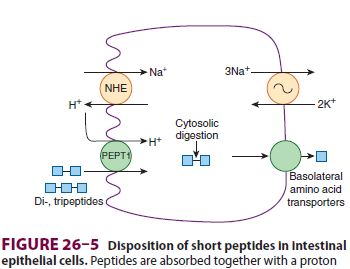 Na+
3Na+
NHE
H+
2K+
Cytosolic
digestion
H+
PEPT1
Di-, tripeptides
Basolateral
amino acid
transporters
FIGURE 26–5 Disposition of short peptides in intestinal
epithelial cells. Peptides are absorbed together with a proton